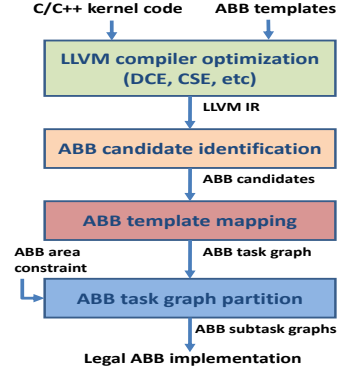 C/C++ kernel code ABB templates
LLVM compiler optimization
(DCE, CSE, etc)
LLVM IR
ABB candidate identification
ABB candidates
ABB template mapping
ABB area
constraint
ABB task graph
ABB task graph partition
ABB subtask graphs
Legal ABB implementation